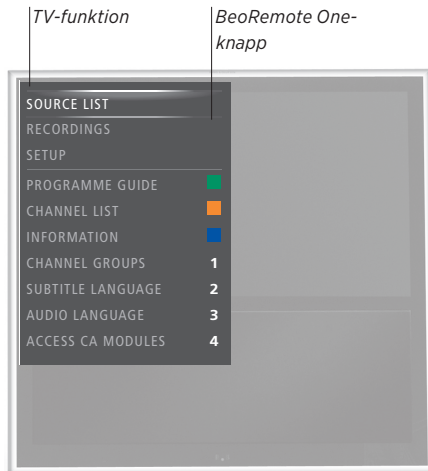 TV-funktion
BeoRemote One-
knapp
SOURCE LIST
RECORDINGS
SETUP
PROGRAMME GUIDE
CHANNEL LIST
INFORMATION
CHANNEL GROUPS 1
SUBTITLE LANGUAGE 2
AUDIO LANGUAGE 3
ACCESS CA MODULES 4